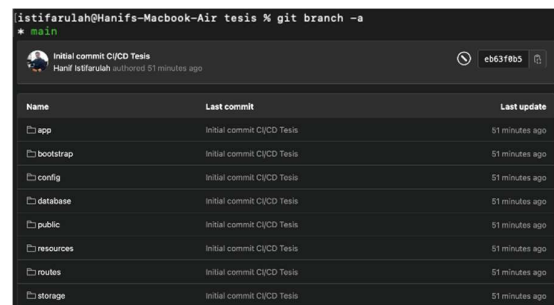 [istifarulah@Hanifs-Macbook-Air tesis % git branch -a
* main
Initial commit CI/CD Tesis
Hanif Istifarulah authored 51 minutes ago
eb63f0b5
Name Last commit Last update
app Initial commit CI/CD Tesis 51 minutes ago
bootstrap Initial commit CI/CD Tesis 51 minutes ago
config Initial commit CI/CD Tesis 51 minutes ago
database Initial commit CI/CD Tesis 51 minutes ago
public Initial commit CI/CD Tesis 51 minutes ago
resources Initial commit CI/CD Tesis 51 minutes ago
routes Initial commit CI/CD Tesis 51 minutes ago
storage Initial commit CI/CD Tesis 51 minutes ago